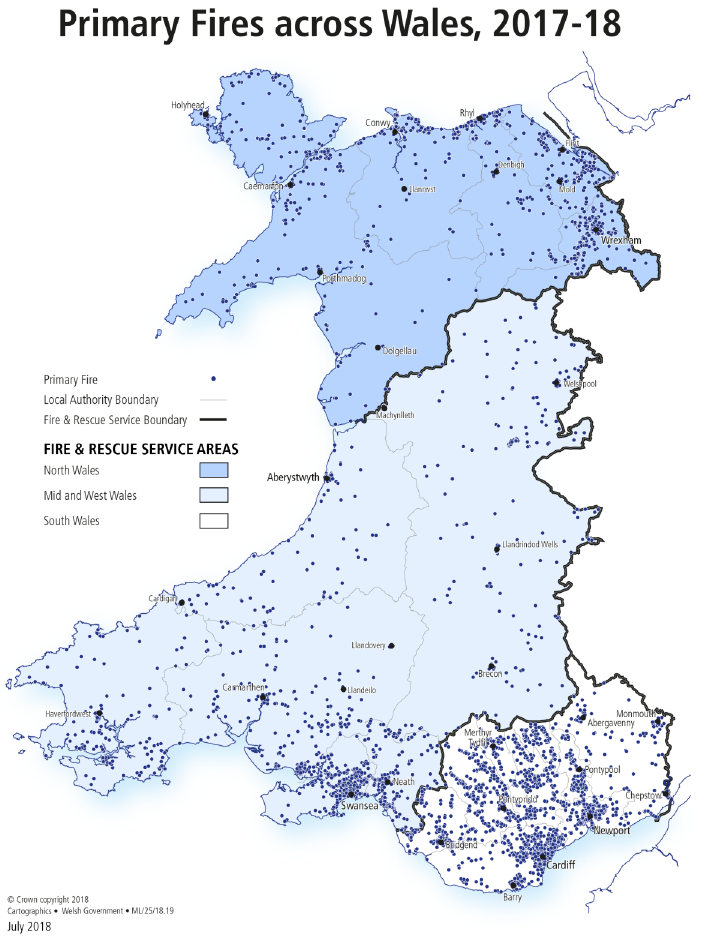 Primary Fires across Wales, 2017-18
Holyhead
Conwy
Rhyl
Flint
Denbigh
Caernarfon
Llanrwst
Mold
Wrexham
Porthmadog
Dolgellau
Primary Fire
Local Authority Boundary
Fire & Rescue Service Boundary
Welshpool
Machynlleth
FIRE & RESCUE SERVICE AREAS
North Wales
Aberystwyth
Mid and West Wales
South Wales
Llandrindod Wells
Cardigan
Llandovery
Brecon
Carmarthen
Llandeilo
Haverfordwest
Monmouth
Abergavenny
Merthyr
Tydfil
Pontypool
Neath
Chepstow
Swansea
Pontypridd
Newport
Bridgend
Cardiff
Barry
© Crown copyright 2018
Cartographics • Welsh Government • ML/25/18.19
July 2018